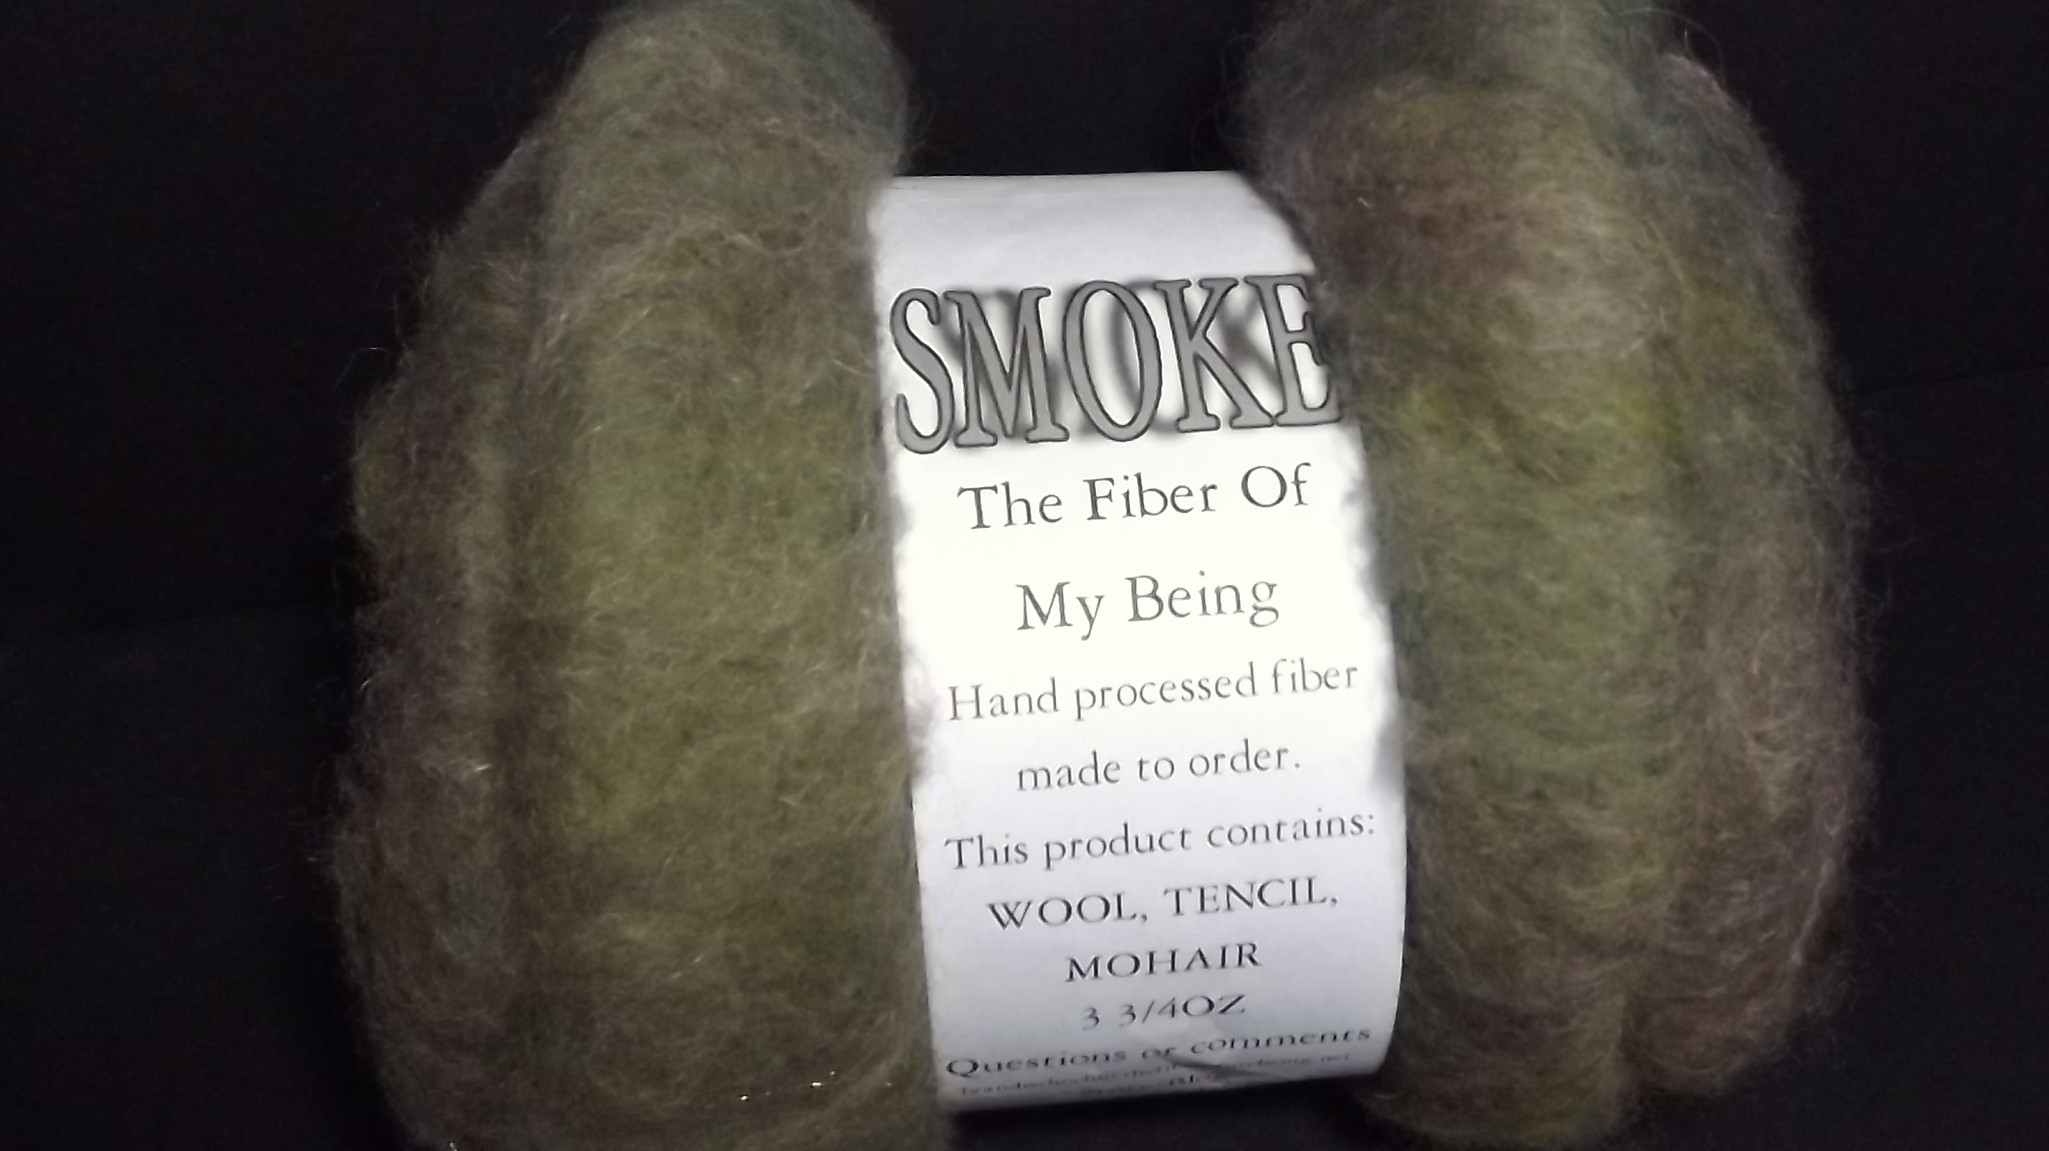 SMOKE
The Fiber Of
My Being
Hand processed fiber
made to order.
This product contains:
WOOL, TENCIL,
MOHAIR
3 3/4OZ
Questions or comments